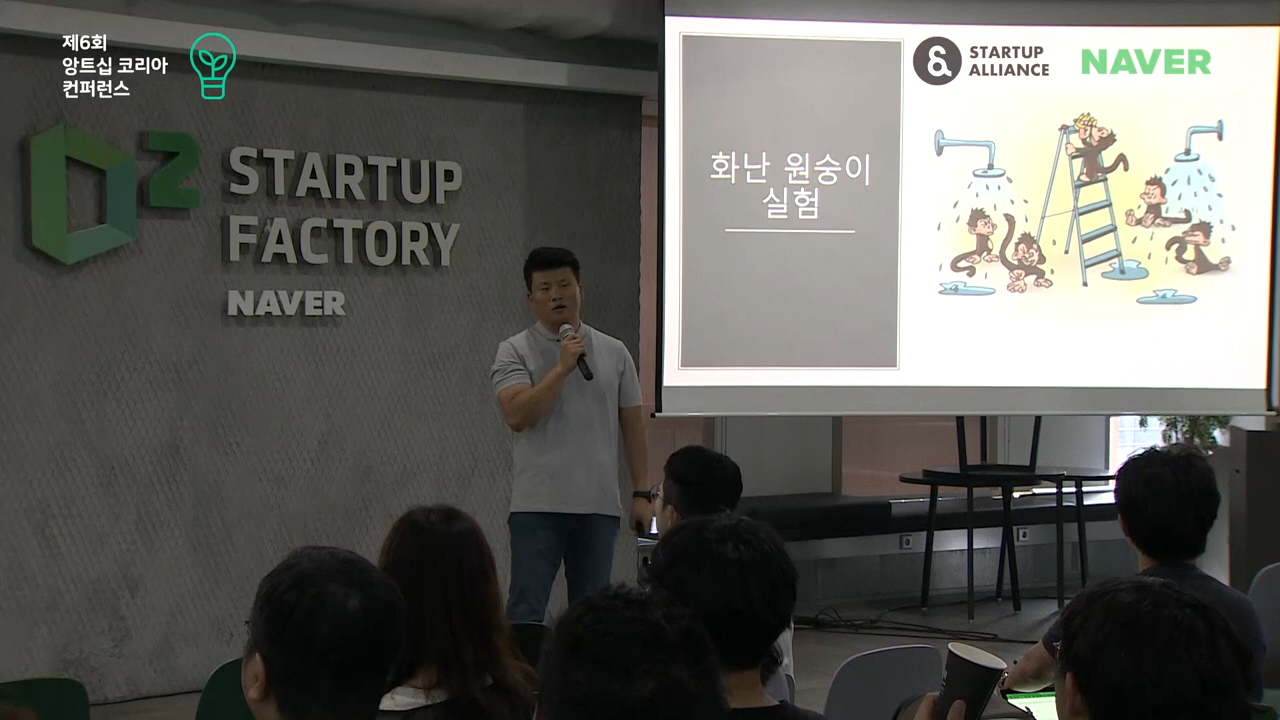 제6회
앙트십 코리아
컨퍼런스
D2 STARTUP
FACTORY
NAVER
화난 원숭이
실험
& STARTUP
ALLIANCE
NAVER